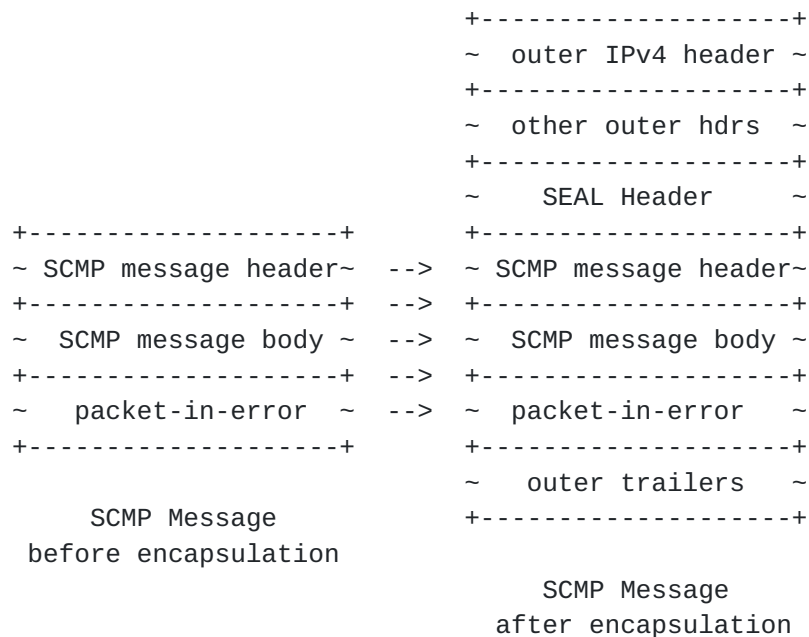 +--------------------+
                              ~  outer IPv4 header ~
                              +--------------------+
                              ~  other outer hdrs  ~
                              +--------------------+
                              ~    SEAL Header     ~
+--------------------+        +--------------------+
~ SCMP message header~   -->  ~ SCMP message header~
+--------------------+   -->  +--------------------+
~  SCMP message body ~   -->  ~  SCMP message body ~
+--------------------+   -->  +--------------------+
~   packet-in-error  ~   -->  ~  packet-in-error   ~
+--------------------+        +--------------------+
                              ~   outer trailers   ~
     SCMP Message             +--------------------+
 before encapsulation
                                   SCMP Message
                                after encapsulation